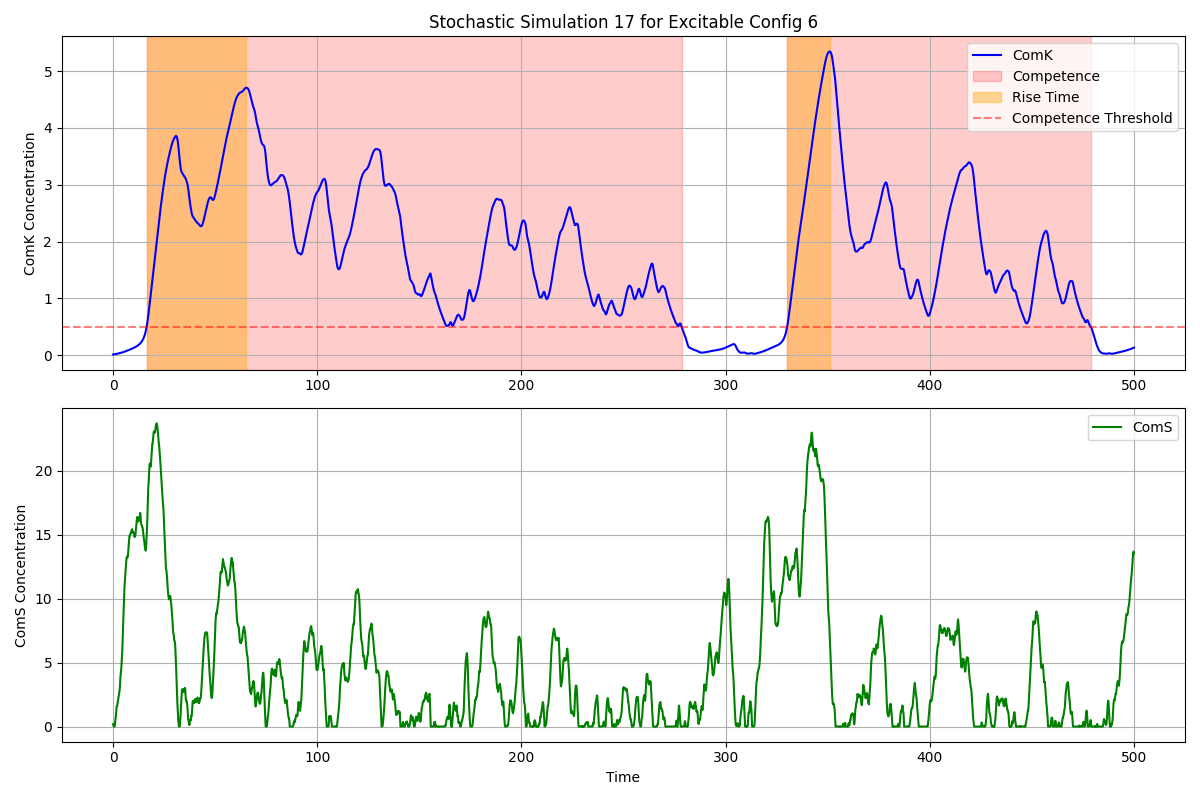 Stochastic Simulation 17 for Excitable Config 6
ComK Concentration
5
4
3
2
1
0
ComK
Competence
Rise Time
Competence Threshold
0
100
200
300
400
500
ComS Concentration
20
15
10
5
0
ComS
0
100
200
300
400
500
Time